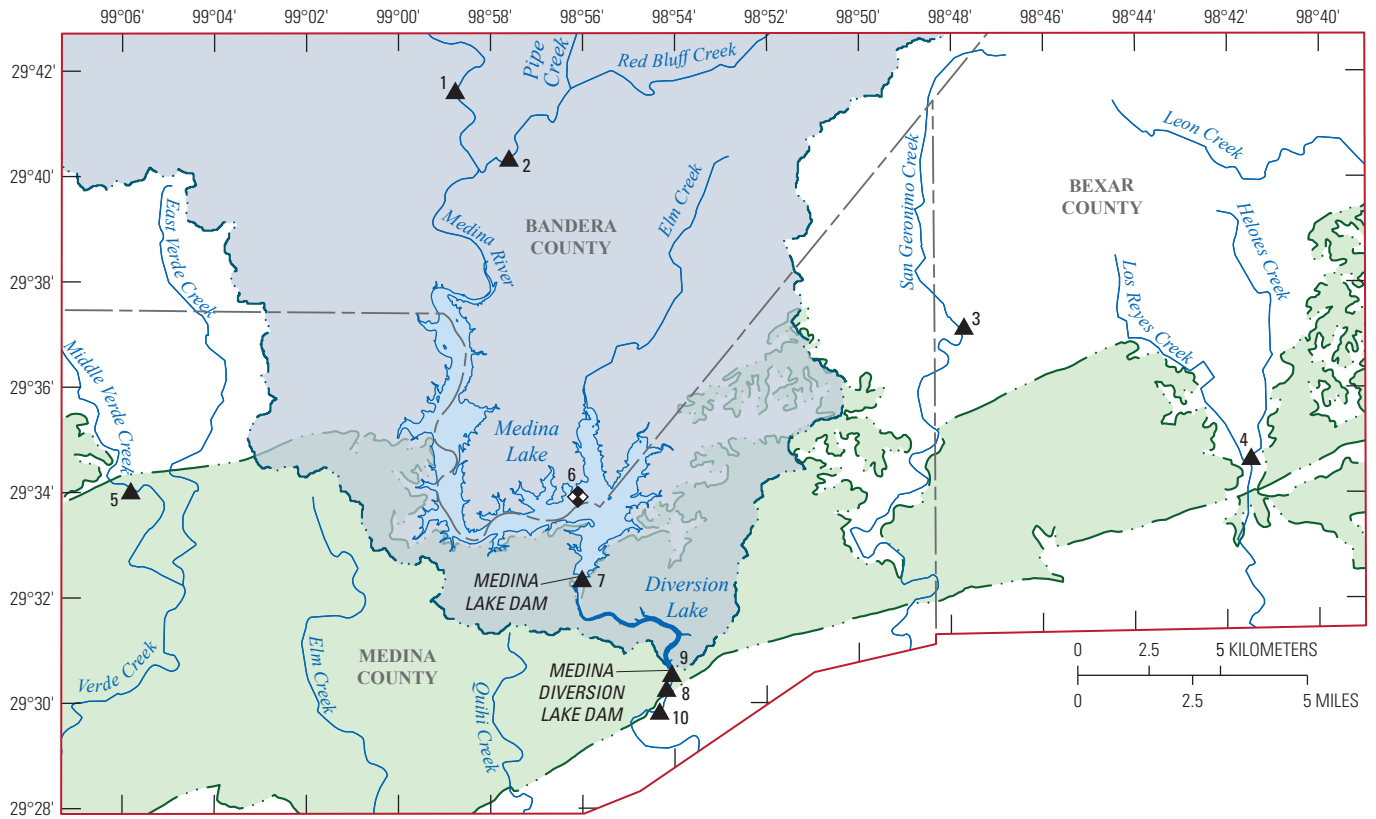 99°06' 99°04' 99°02' 99°00' 98°58' 98°56' 98°54' 98°52' 98°50' 98°48' 98°47' 98°46' 98°44' 98°42' 98°41' 98°40'
29°42'
29°40'
29°38'
29°36'
29°34'
29°32'
29°30'
29°28'
1
Pipe
Creek
Red Bluff Creek
2
Medina
River
BANDERA
COUNTY
Elm Creek
San Geronimo Creek
3
BEXAR
COUNTY
Leon Creek
Helotes Creek
Los Reyes Creek
4
East Verde Creek
Middle Verde Creek
5
Medina
Lake
6
MEDINA
LAKE DAM
7
Diversion
Lake
Verde Creek
Elm Creek
MEDINA
COUNTY
Quihi Creek
MEDINA
DIVERSION
LAKE DAM
9
8
10
0 2.5 5 KILOMETERS
0 2.5 5 MILES